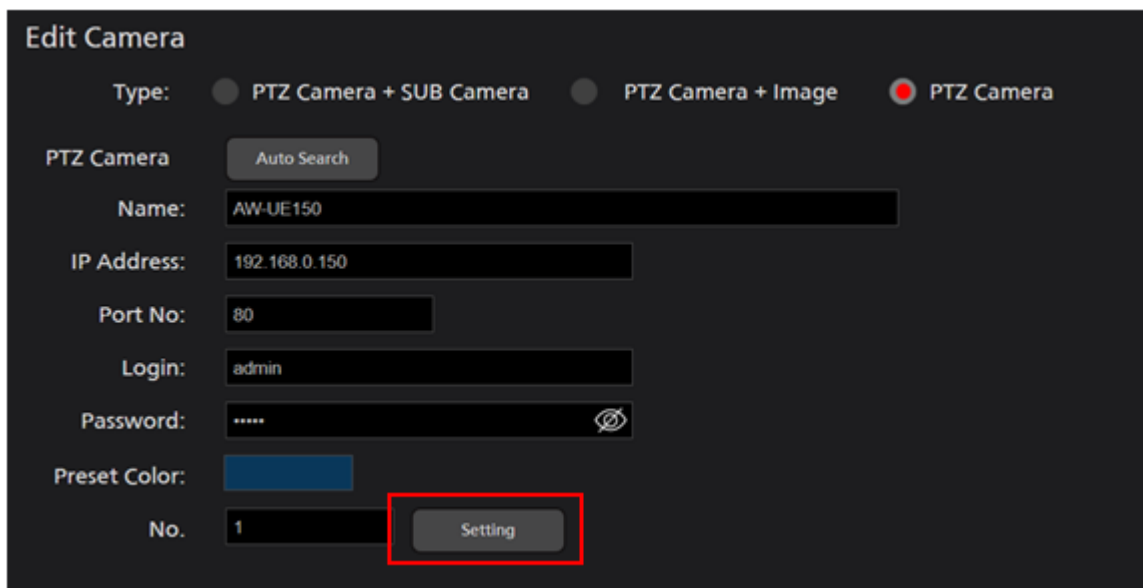 Edit Camera
Type: PTZ Camera + SUB Camera PTZ Camera + Image PTZ Camera
PTZ Camera Auto Search
Name: AW-UE150
IP Address: 192.168.0.150
Port No: 80
Login: admin
Password: •••••
Preset Color:
No. 1 Setting